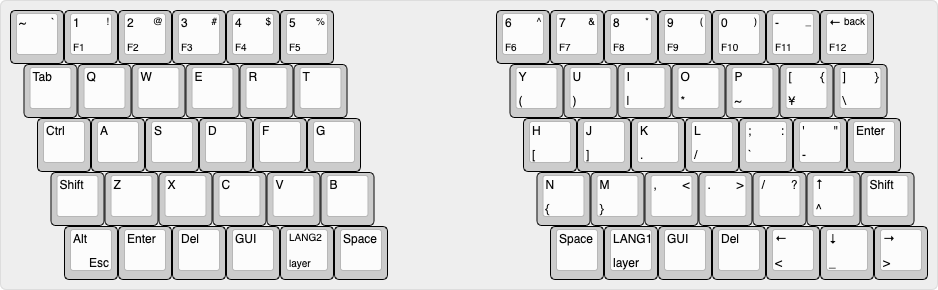 ~ ` 1 ! 2 @ 3 # 4 $ 5 % 6 ^ 7 & 8 * 9 ( 0 ) - _ ← back
F1 F2 F3 F4 F5 F6 F7 F8 F9 F10 F11 F12
Tab Q W E R T Y U I O P [ { ] }
( ) | * ~ ¥ \
Ctrl A S D F G H J K L ; : ' " Enter
[ ] . / ` -
Shift Z X C V B N M , < . > / ? ↑ Shift
{ } ^
Alt Enter Del GUI LANG2 Space Space LANG1 GUI Del ← ↓ →
Esc layer layer < _ >